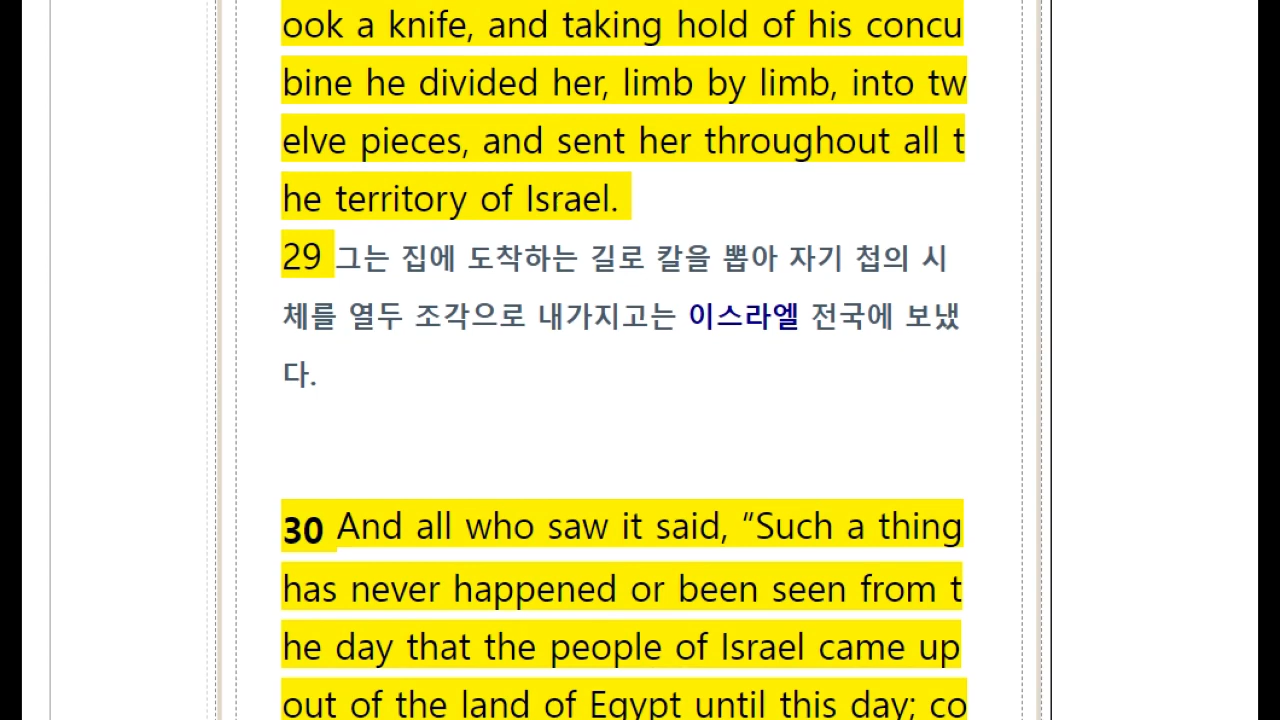 ook a knife, and taking hold of his concu
bine he divided her, limb by limb, into tw
elve pieces, and sent her throughout all t
he territory of Israel.
29 그는 집에 도착하는 길로 칼을 뽑아 자기 첩의 시
체를 열두 조각으로 내가지고는 이스라엘 전국에 보냈
다.
30 And all who saw it said, “Such a thing
has never happened or been seen from t
he day that the people of Israel came up
out of the land of Egypt until this day; co